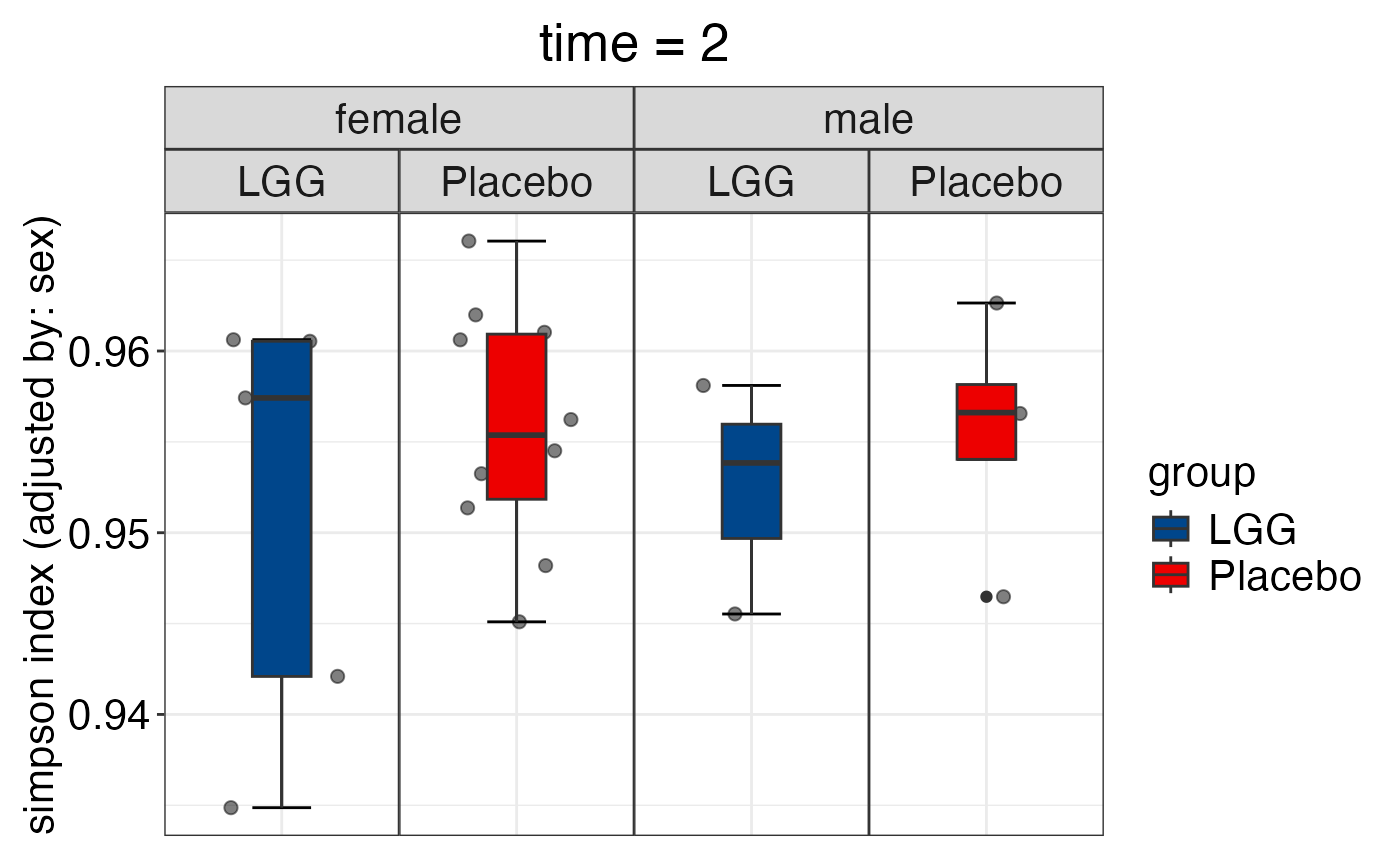 time = 2
female male
LGG Placebo LGG Placebo
simpson index (adjusted by: sex)
0.96
0.95
0.94
group
LGG
Placebo